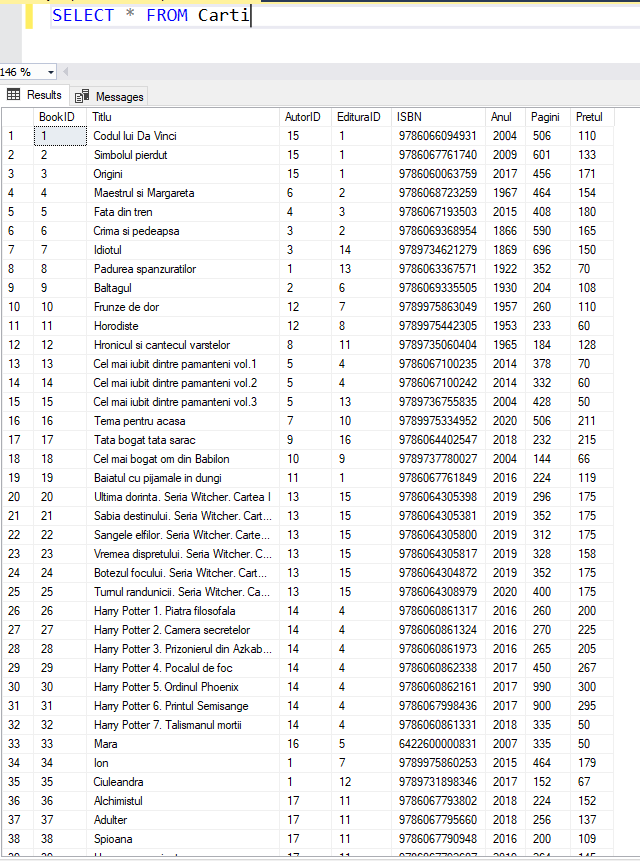 SELECT * FROM Carti
146 %
Results Messages
BookID Titlu AutorID EdituraID ISBN Anul Pagini Pretul
1 1 Codul lui Da Vinci 15 1 9786066094931 2004 506 110
2 2 Simbolul pierdut 15 1 9786067761740 2009 601 133
3 3 Origini 15 1 9786060063759 2017 456 171
4 4 Maestrul si Margareta 6 2 9786068723259 1967 464 154
5 5 Fata din tren 4 3 9786067193503 2015 408 180
6 6 Crima si pedeapsa 3 2 9786069368954 1866 590 165
7 7 Idiotul 3 14 9789734621279 1869 696 150
8 8 Padurea spanzuratilor 1 13 9786063367571 1922 352 70
9 9 Baltagul 2 6 9786069335505 1930 204 108
10 10 Frunze de dor 12 7 9789975863049 1957 260 110
11 11 Horodiste 12 8 9789975442305 1953 233 60
12 12 Hronicul si cantecul varstelor 8 11 9789735060404 1965 184 128
13 13 Cel mai iubit dintre pamanteni vol.1 5 4 9786067100235 2014 378 70
14 14 Cel mai iubit dintre pamanteni vol.2 5 4 9786067100242 2014 332 60
15 15 Cel mai iubit dintre pamanteni vol.3 5 13 9789736755835 2004 428 50
16 16 Tema pentru acasa 7 10 9789975334952 2020 506 211
17 17 Tata bogat tata sarac 9 16 9786064402547 2018 232 215
18 18 Cel mai bogat om din Babilon 10 9 9789737780027 2004 144 66
19 19 Baiatul cu pijamale in dungi 11 1 9786067761849 2016 224 119
20 20 Ultima dorinta. Seria Witcher. Cartea I 13 15 9786064305398 2019 296 175
21 21 Sabia destinului. Seria Witcher. Cart... 13 15 9786064305381 2019 352 175
22 22 Sangele elfilor. Seria Witcher. Carte... 13 15 9786064305800 2019 312 175
23 23 Vremea dispretului. Seria Witcher. C... 13 15 9786064305817 2019 328 158
24 24 Botezul focului. Seria Witcher. Cart... 13 15 9786064304872 2019 352 175
25 25 Turnul randunicii. Seria Witcher. Ca... 13 15 9786064308979 2020 400 175
26 26 Harry Potter 1. Piatra filosofala 14 4 9786060861317 2016 260 200
27 27 Harry Potter 2. Camera secretelor 14 4 9786060861324 2016 270 225
28 28 Harry Potter 3. Prizonierul din Azkab... 14 4 9786060861973 2016 265 205
29 29 Harry Potter 4. Pocalul de foc 14 4 9786060862338 2017 450 267
30 30 Harry Potter 5. Ordinul Phoenix 14 4 9786060862161 2017 990 300
31 31 Harry Potter 6. Printul Semisange 14 4 9786067998436 2017 900 295
32 32 Harry Potter 7. Talismanul mortii 14 4 9786060861331 2018 335 50
33 33 Mara 16 5 6422600000831 2007 335 50
34 34 Ion 1 7 9789975860253 2015 464 179
35 35 Ciuleandra 1 12 9789731898346 2017 152 67
36 36 Alchimistul 17 11 9786067793802 2018 224 152
37 37 Adulter 17 11 9786067795660 2018 256 137
38 38 Spioana 17 11 9786067790948 2016 200 109